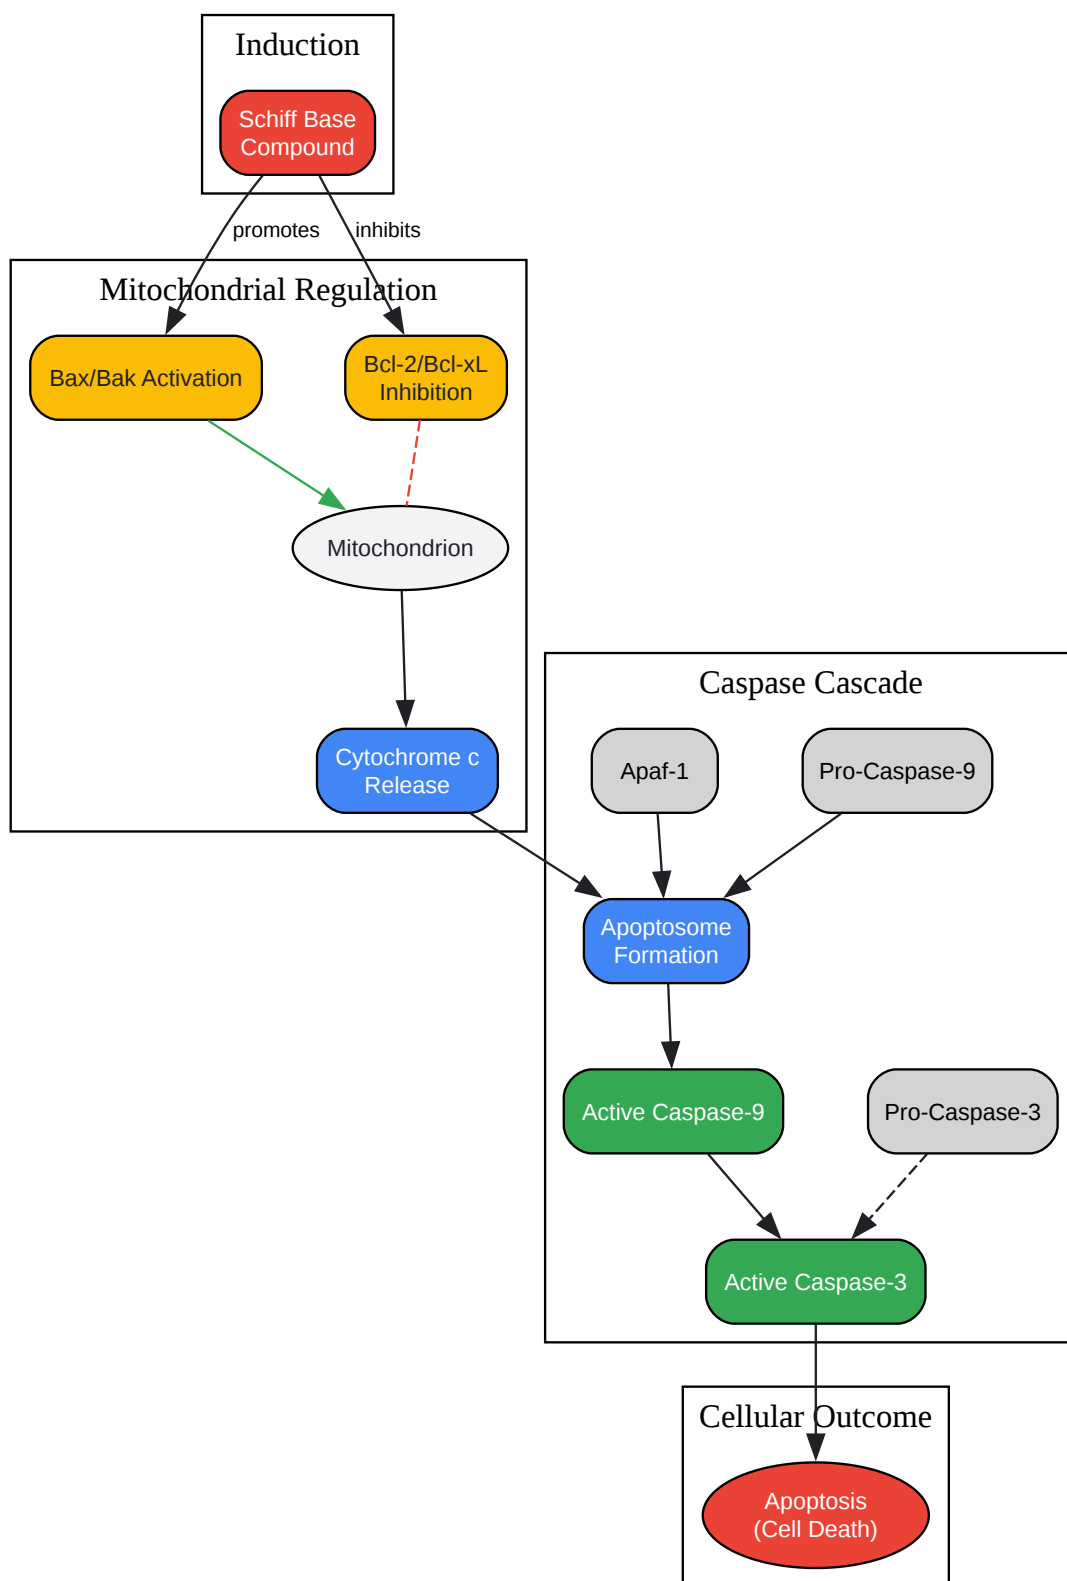 Induction
Schiff Base
Compound
promotes
inhibits
Mitochondrial Regulation
Bax/Bak Activation
Bcl-2/Bcl-xL
Inhibition
Mitochondrion
Cytochrome c
Release
Caspase Cascade
Apaf-1
Pro-Caspase-9
Apoptosome
Formation
Active Caspase-9
Pro-Caspase-3
Active Caspase-3
Cellular Outcome
Apoptosis
(Cell Death)